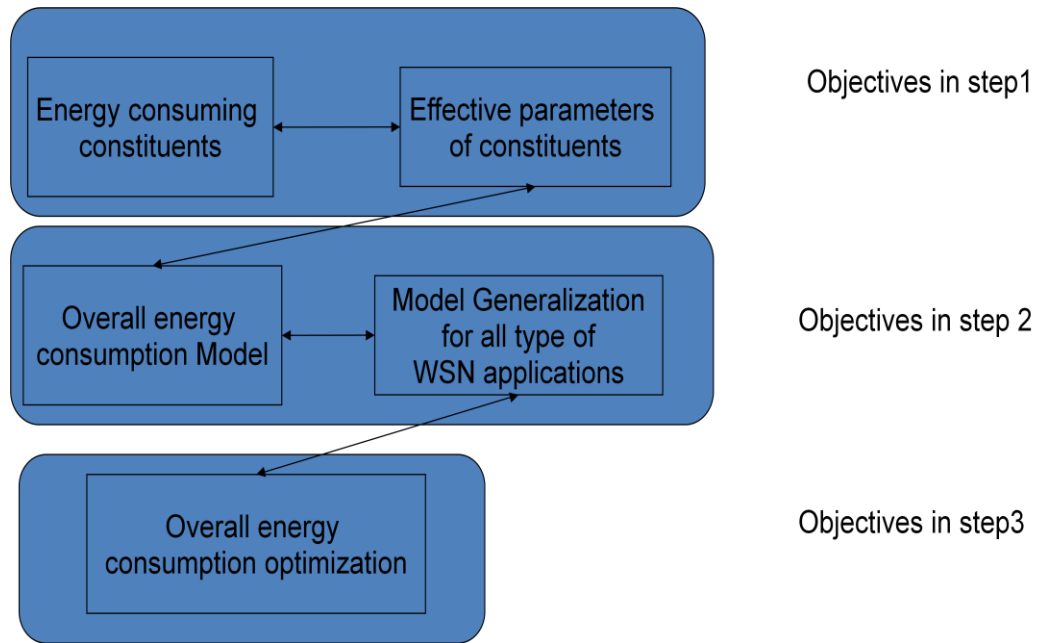 Energy consuming
constituents
Effective parameters
of constituents
Objectives in step1
Overall energy
consumption Model
Model Generalization
for all type of
WSN applications
Objectives in step 2
Overall energy
consumption optimization
Objectives in step3